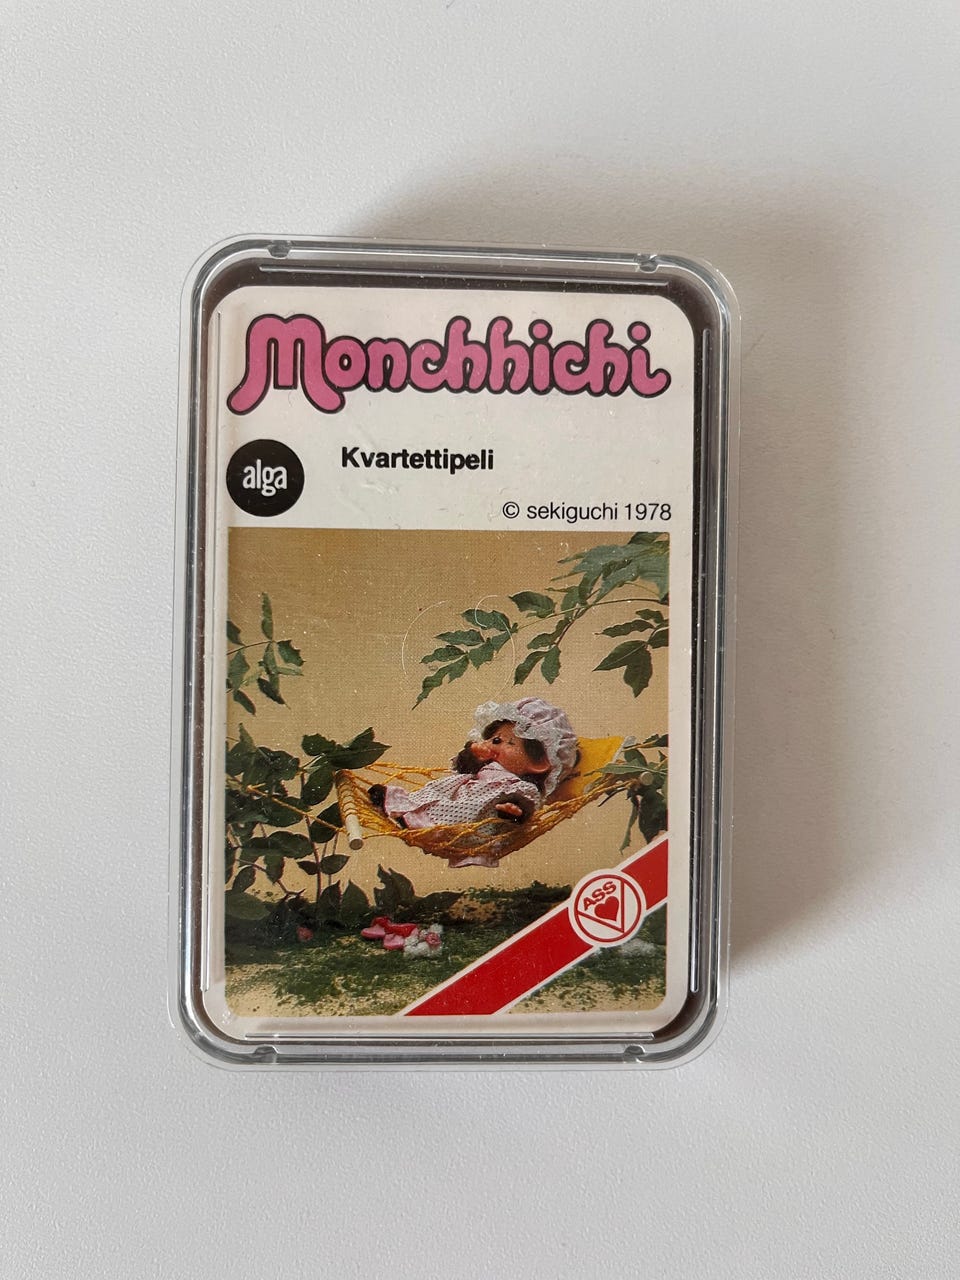 Monchhichi
alga
Kvartettipeli
© sekiguchi 1978
ASS